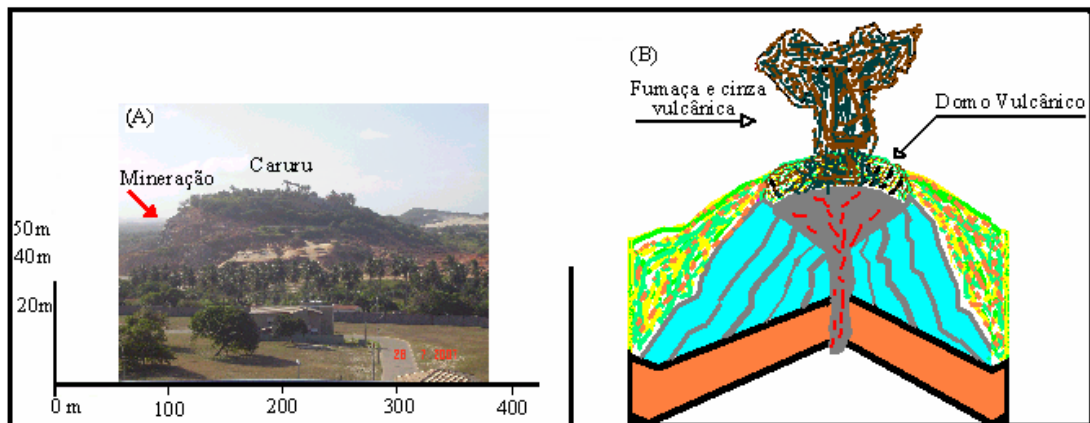 (A)
Caruru
Mineração
50m
40m
20m
0 m
100
200
300
400
(B)
Fumaça e cinza
vulcânica
Domo Vulcânico